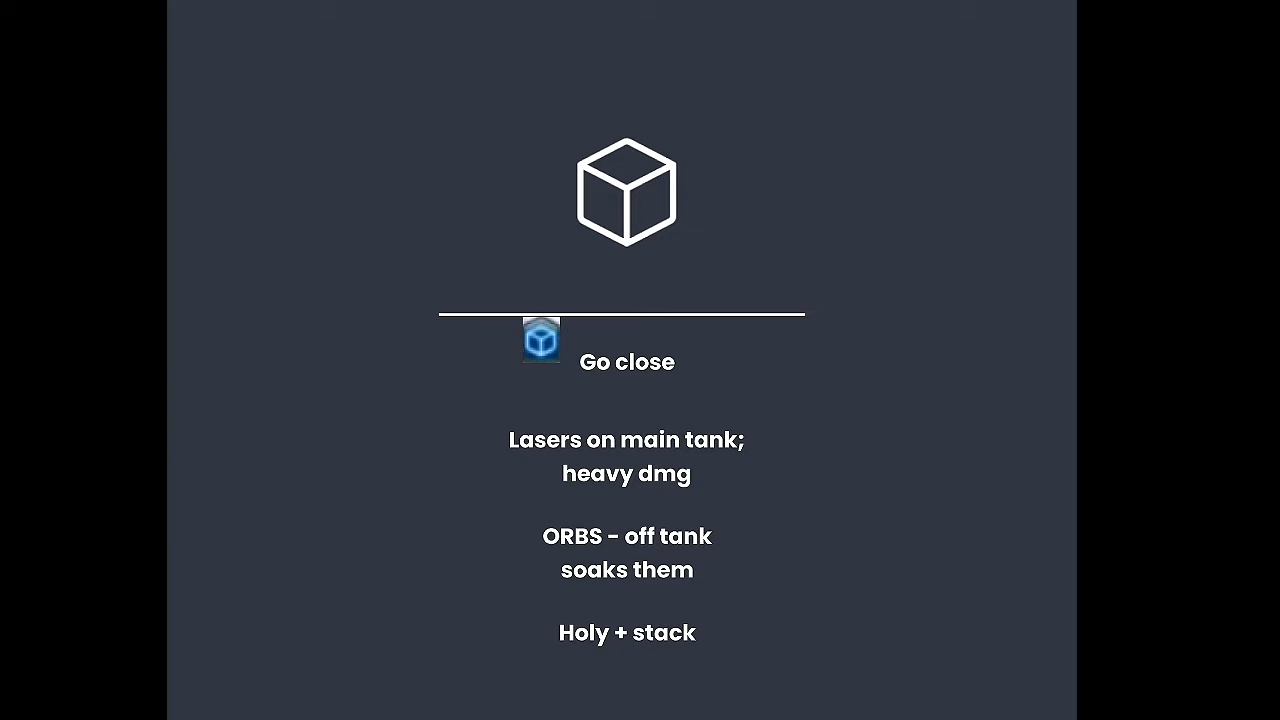 Go close
Lasers on main tank;
heavy dmg
ORBS - off tank
soaks them
Holy + stack